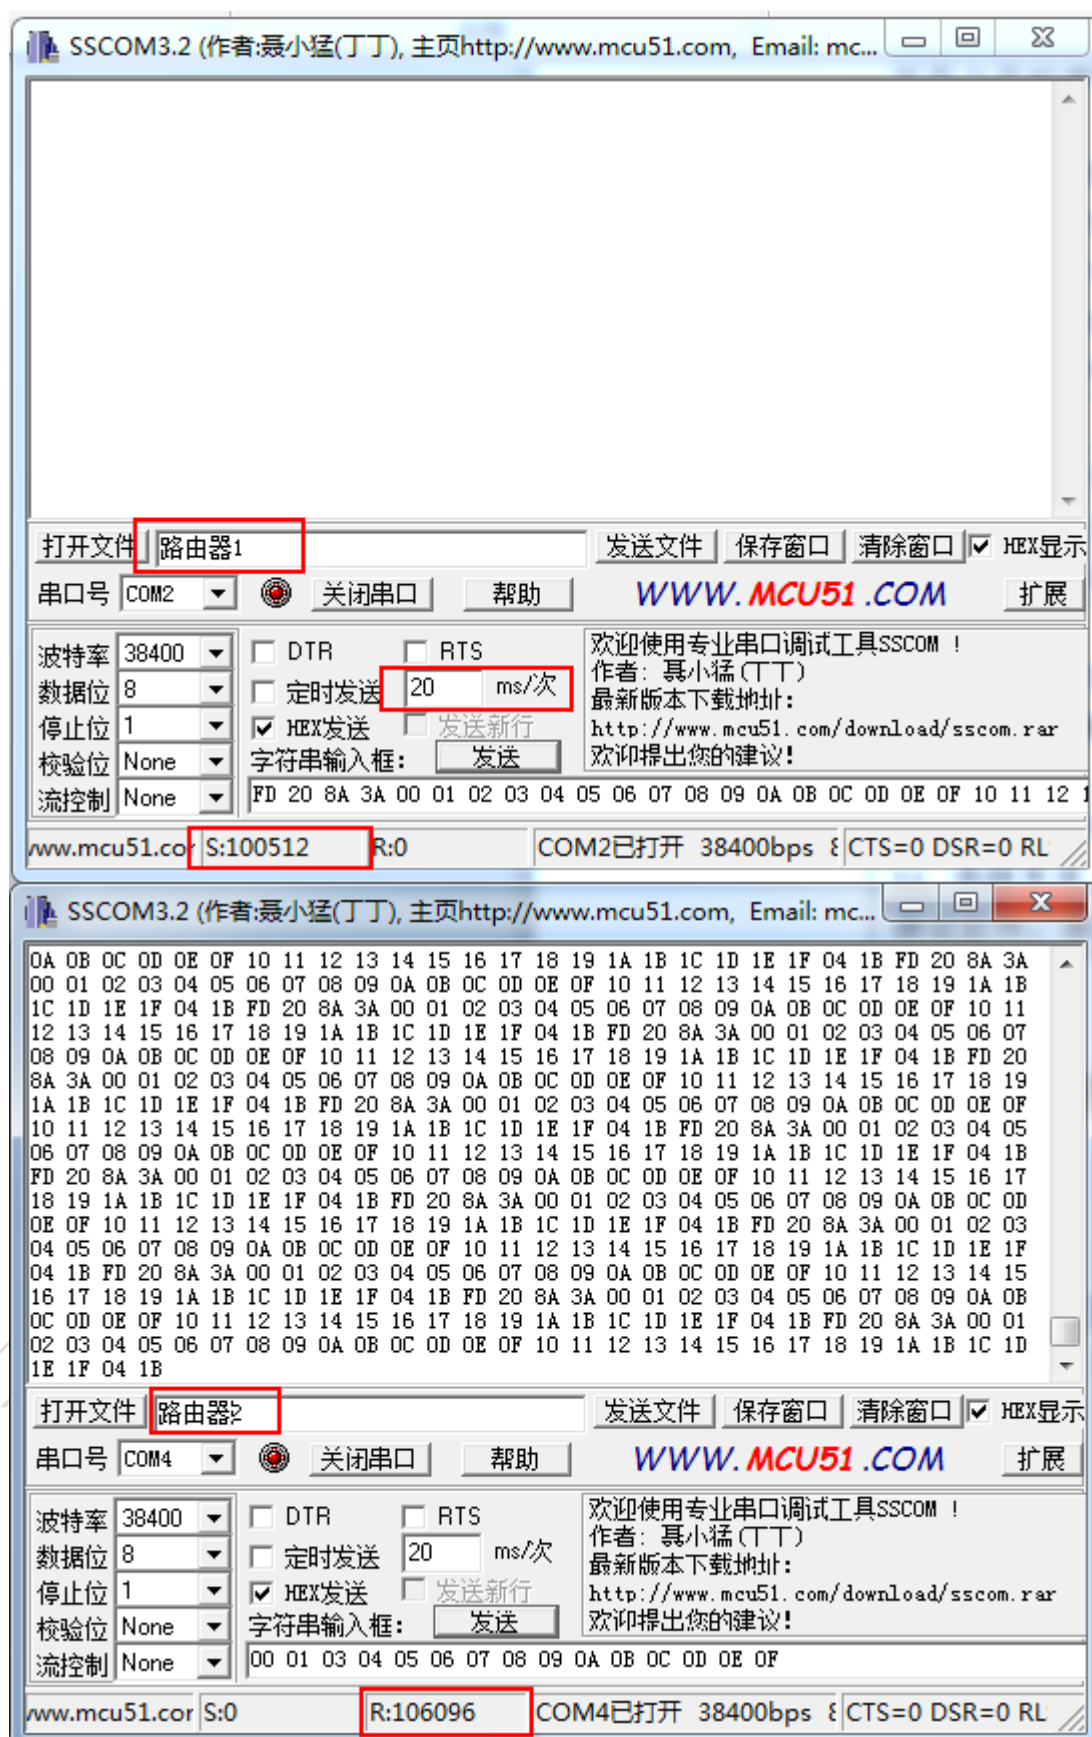 SSCOM3.2 (作者:聂小猛(丁丁), 主页http://www.mcu51.com,  Email: mc...
打开文件 路由器1 发送文件 保存窗口 清除窗口 HEX显示
串口号 COM2 关闭串口 帮助 WWW.MCU51.COM 扩展
波特率 38400 DTR RTS 欢迎使用专业串口调试工具SSCOM !
作者: 聂小猛(丁丁)
数据位 8 定时发送 20 ms/次 最新版本下载地址:
停止位 1 HEX发送 发送新行 http://www.mcu51.com/download/sscom.rar
校验位 None 字符串输入框: 发送 欢迎提出您的建议!
流控制 None FD 20 8A 3A 00 01 02 03 04 05 06 07 08 09 0A 0B 0C 0D 0E 0F 10 11 12 1
www.mcu51.cor S:100512 R:0 COM2已打开 38400bps 8 CTS=0 DSR=0 RL
SSCOM3.2 (作者:聂小猛(丁丁), 主页http://www.mcu51.com,  Email: mc...
0A 0B 0C 0D 0E 0F 10 11 12 13 14 15 16 17 18 19 1A 1B 1C 1D 1E 1F 04 1B FD 20 8A 3A
00 01 02 03 04 05 06 07 08 09 0A 0B 0C 0D 0E 0F 10 11 12 13 14 15 16 17 18 19 1A 1B
1C 1D 1E 1F 04 1B FD 20 8A 3A 00 01 02 03 04 05 06 07 08 09 0A 0B 0C 0D 0E 0F 10 11
12 13 14 15 16 17 18 19 1A 1B 1C 1D 1E 1F 04 1B FD 20 8A 3A 00 01 02 03 04 05 06 07
08 09 0A 0B 0C 0D 0E 0F 10 11 12 13 14 15 16 17 18 19 1A 1B 1C 1D 1E 1F 04 1B FD 20
8A 3A 00 01 02 03 04 05 06 07 08 09 0A 0B 0C 0D 0E 0F 10 11 12 13 14 15 16 17 18 19
1A 1B 1C 1D 1E 1F 04 1B FD 20 8A 3A 00 01 02 03 04 05 06 07 08 09 0A 0B 0C 0D 0E 0F
10 11 12 13 14 15 16 17 18 19 1A 1B 1C 1D 1E 1F 04 1B FD 20 8A 3A 00 01 02 03 04 05
06 07 08 09 0A 0B 0C 0D 0E 0F 10 11 12 13 14 15 16 17 18 19 1A 1B 1C 1D 1E 1F 04 1B
FD 20 8A 3A 00 01 02 03 04 05 06 07 08 09 0A 0B 0C 0D 0E 0F 10 11 12 13 14 15 16 17
18 19 1A 1B 1C 1D 1E 1F 04 1B FD 20 8A 3A 00 01 02 03 04 05 06 07 08 09 0A 0B 0C 0D
0E 0F 10 11 12 13 14 15 16 17 18 19 1A 1B 1C 1D 1E 1F 04 1B FD 20 8A 3A 00 01 02 03
04 05 06 07 08 09 0A 0B 0C 0D 0E 0F 10 11 12 13 14 15 16 17 18 19 1A 1B 1C 1D 1E 1F
04 1B FD 20 8A 3A 00 01 02 03 04 05 06 07 08 09 0A 0B 0C 0D 0E 0F 10 11 12 13 14 15
16 17 18 19 1A 1B 1C 1D 1E 1F 04 1B FD 20 8A 3A 00 01 02 03 04 05 06 07 08 09 0A 0B
0C 0D 0E 0F 10 11 12 13 14 15 16 17 18 19 1A 1B 1C 1D 1E 1F 04 1B FD 20 8A 3A 00 01
02 03 04 05 06 07 08 09 0A 0B 0C 0D 0E 0F 10 11 12 13 14 15 16 17 18 19 1A 1B 1C 1D
1E 1F 04 1B
打开文件 路由器2 发送文件 保存窗口 清除窗口 HEX显示
串口号 COM4 关闭串口 帮助 WWW.MCU51.COM 扩展
波特率 38400 DTR RTS 欢迎使用专业串口调试工具SSCOM !
作者: 聂小猛(丁丁)
数据位 8 定时发送 20 ms/次 最新版本下载地址:
停止位 1 HEX发送 发送新行 http://www.mcu51.com/download/sscom.rar
校验位 None 字符串输入框: 发送 欢迎提出您的建议!
流控制 None 00 01 03 04 05 06 07 08 09 0A 0B 0C 0D 0E 0F
www.mcu51.cor S:0 R:106096 COM4已打开 38400bps 8 CTS=0 DSR=0 RL